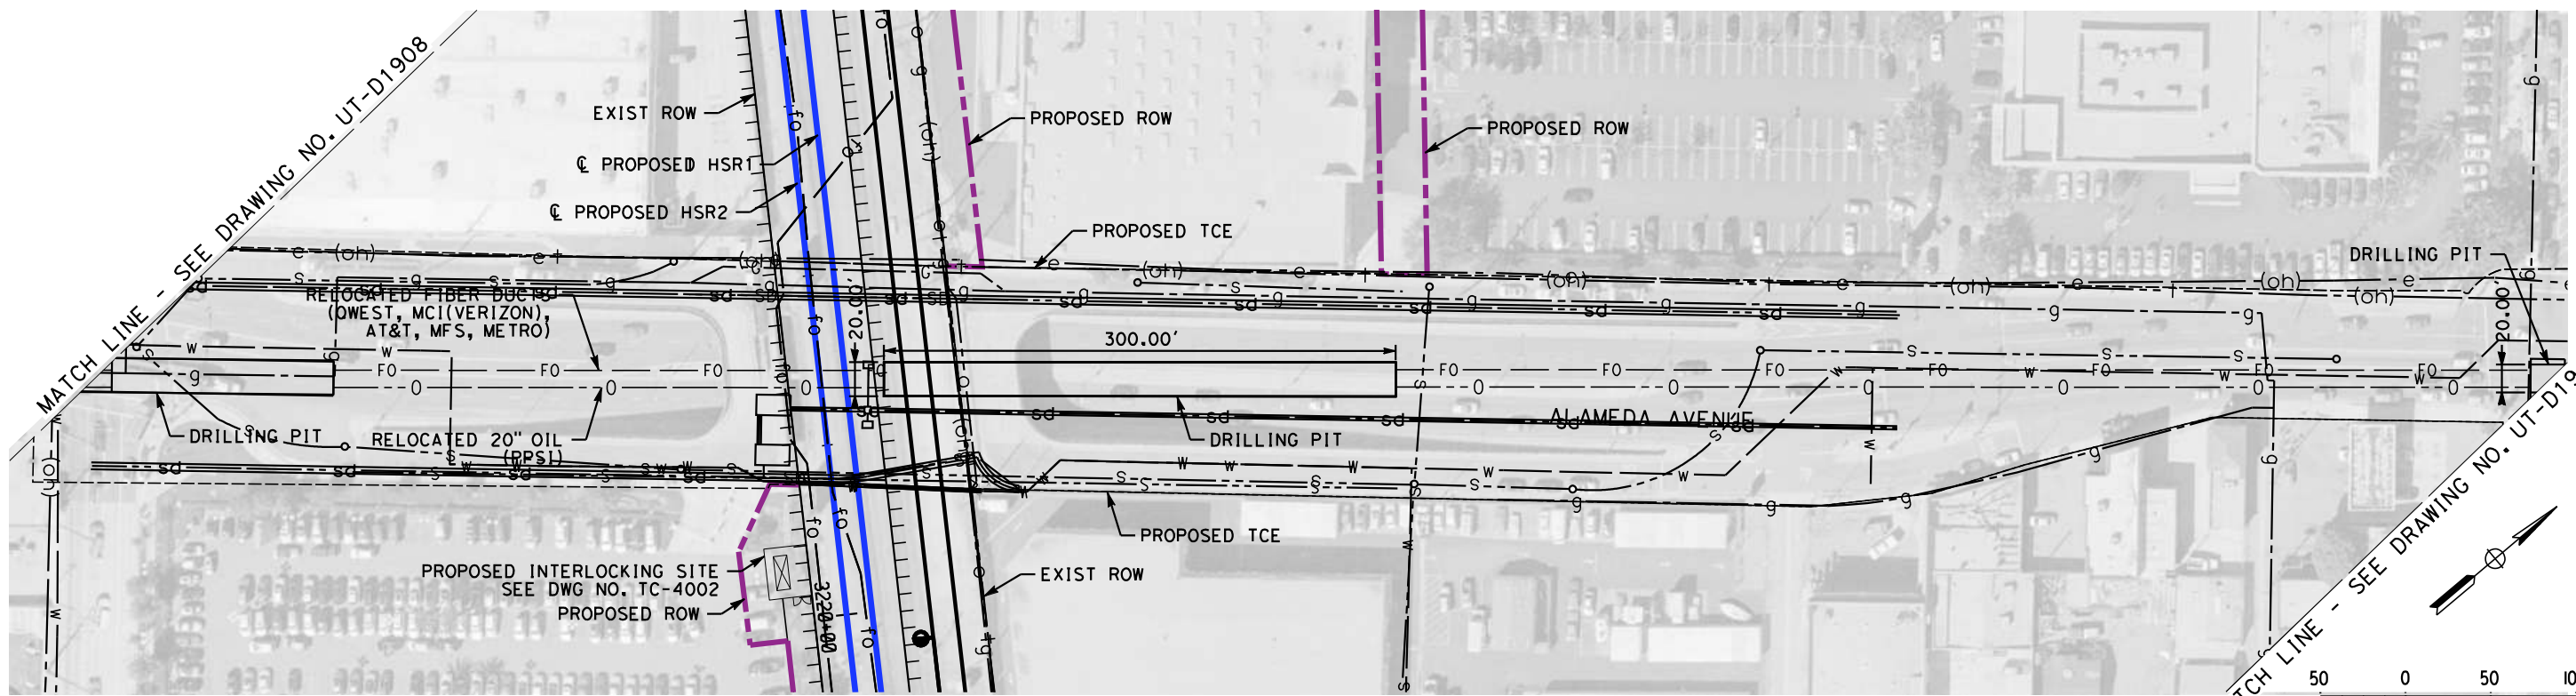 MATCH LINE - SEE DRAWING NO. UT-D1908
EXIST ROW
℄ PROPOSED HSR1
℄ PROPOSED HSR2
PROPOSED ROW
PROPOSED ROW
PROPOSED TCE
DRILLING PIT
RELOCATED FIBER DUCTS
(QWEST, MCI(VERIZON),
AT&T, MFS, METRO)
20.00'
300.00'
20.00'
DRILLING PIT
RELOCATED 20" OIL
(PPSI)
DRILLING PIT
ALAMEDA AVENUE
PROPOSED TCE
PROPOSED INTERLOCKING SITE
SEE DWG NO. TC-4002
PROPOSED ROW
EXIST ROW
3220+00
TCH LINE - SEE DRAWING NO. UT-D19
50 0 50 10